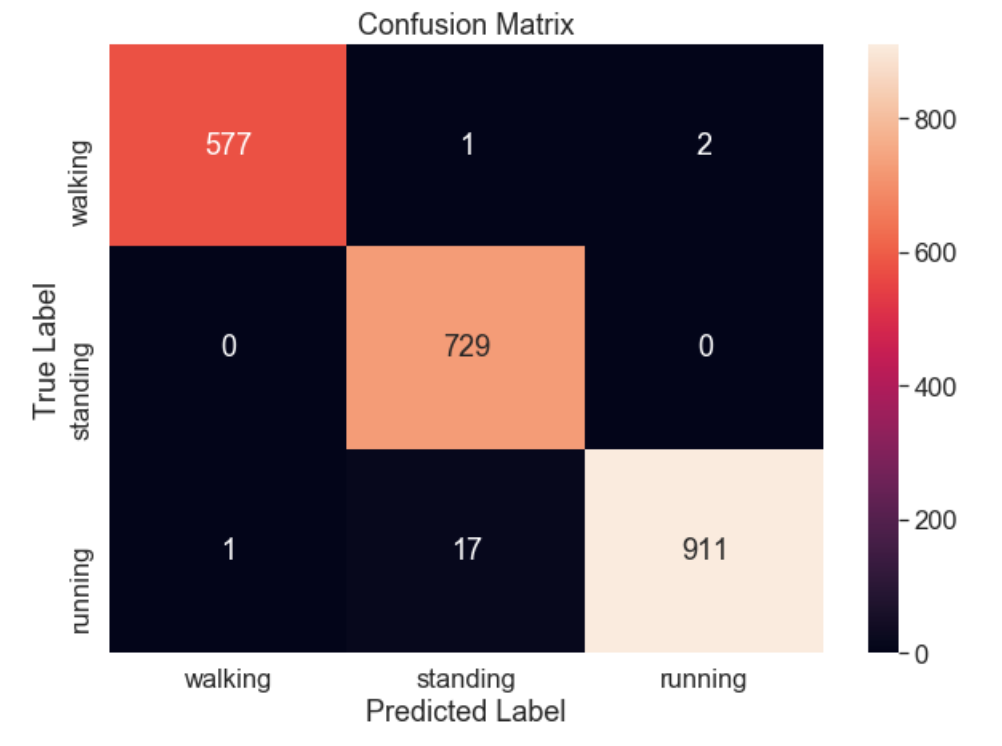 Confusion Matrix
577 1 2
0 729 0
1 17 911
walking
standing
running
True Label
walking standing running
Predicted Label
800
600
400
200
0